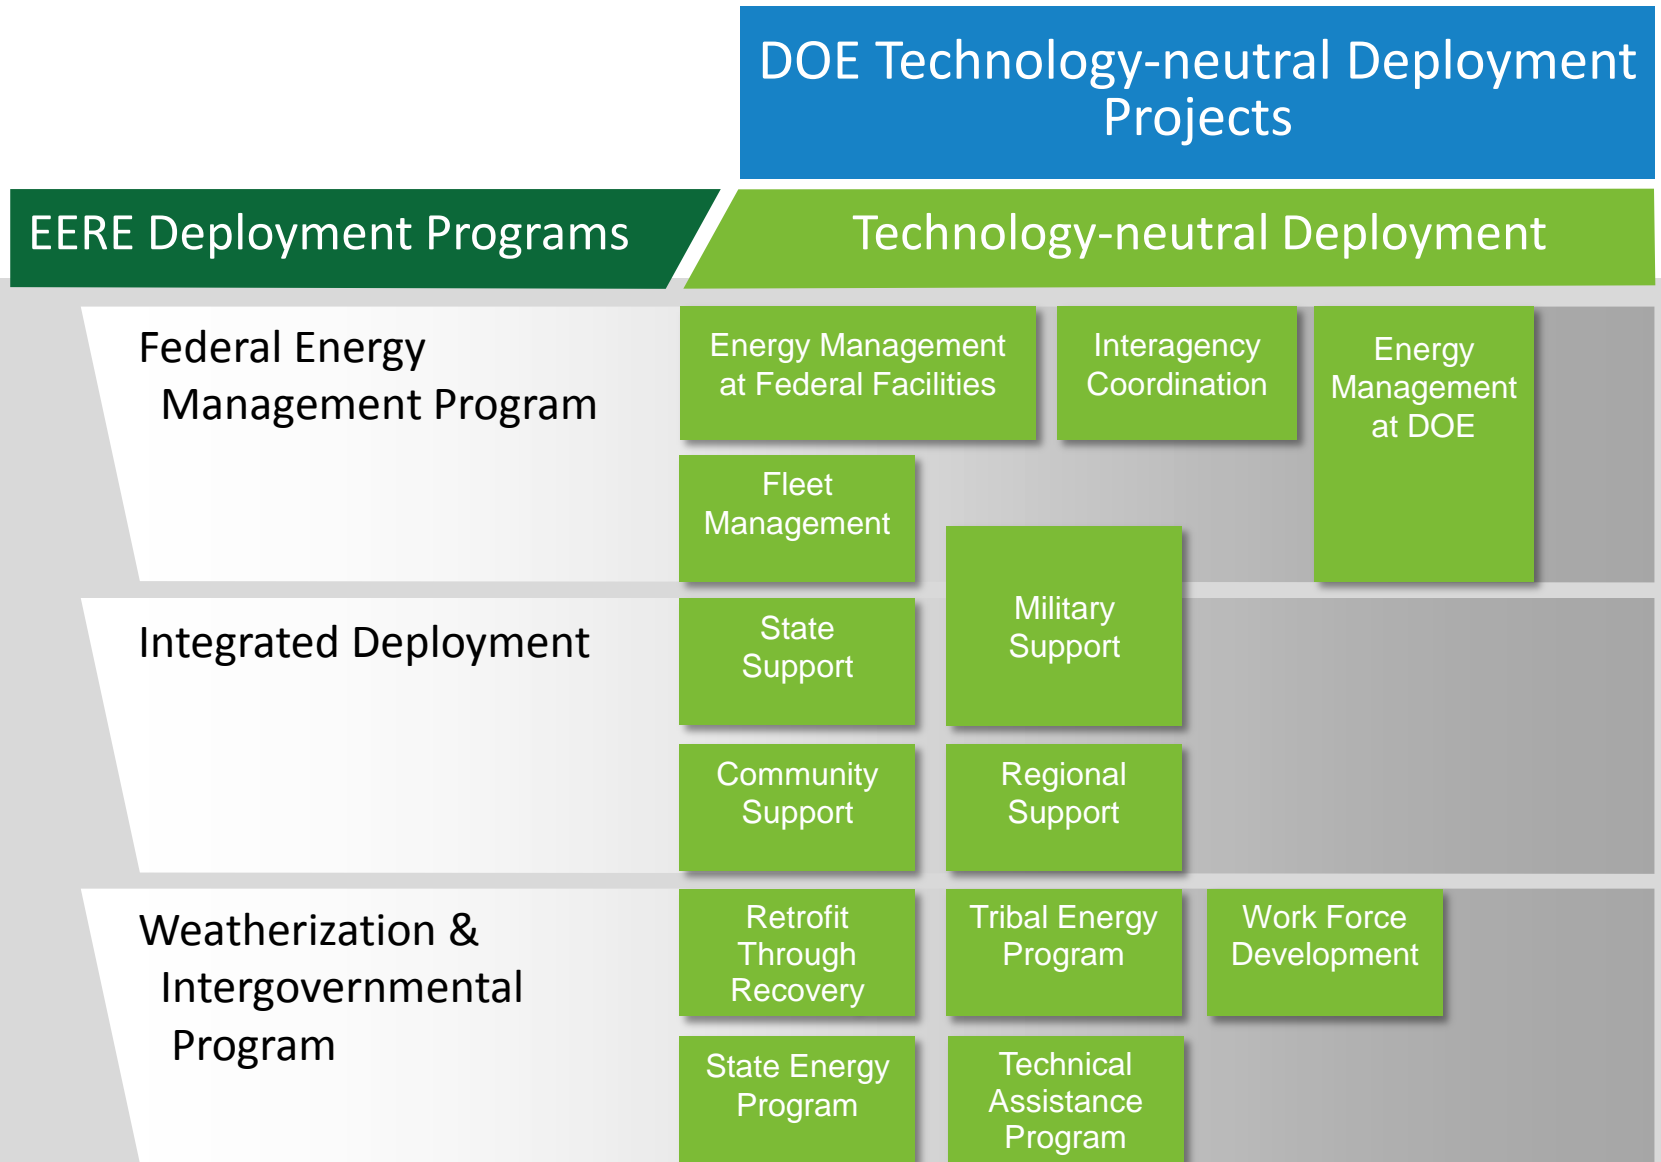 DOE Technology-neutral Deployment
Projects
EERE Deployment Programs
Technology-neutral Deployment
Federal Energy
Management Program
Energy Management
at Federal Facilities
Interagency
Coordination
Energy
Management
at DOE
Fleet
Management
Integrated Deployment
State
Support
Military
Support
Community
Support
Regional
Support
Weatherization &
Intergovernmental
Program
Retrofit
Through
Recovery
Tribal Energy
Program
Work Force
Development
State Energy
Program
Technical
Assistance
Program